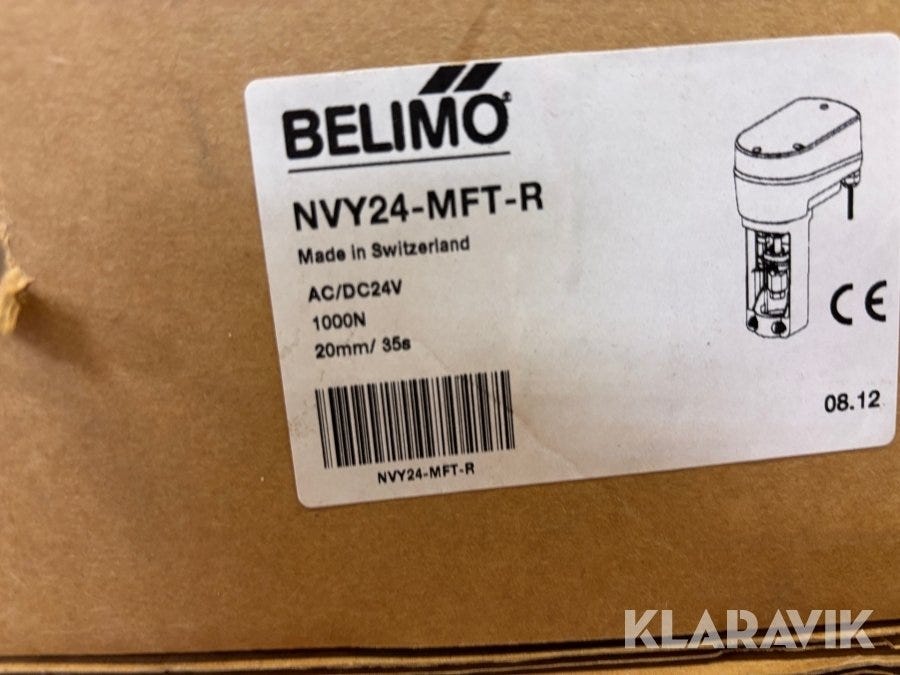 BELIMO
NVY24-MFT-R
Made in Switzerland
AC/DC24V
1000N
20mm/ 35s
NVY24-MFT-R
CE
08.12
KLARAVIK